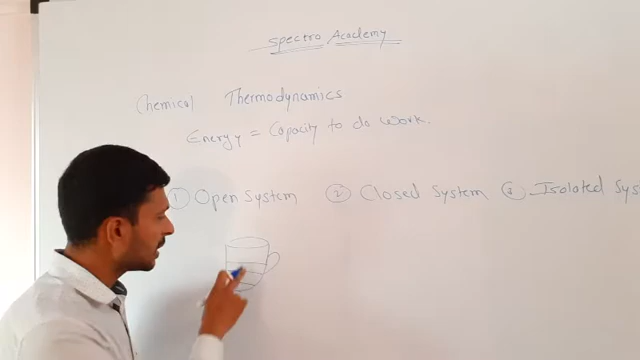 Spectro Academy
Chemical Thermodynamics
Energy = Capacity to do Work.
① Open System ② Closed System ③ Isolated Sys